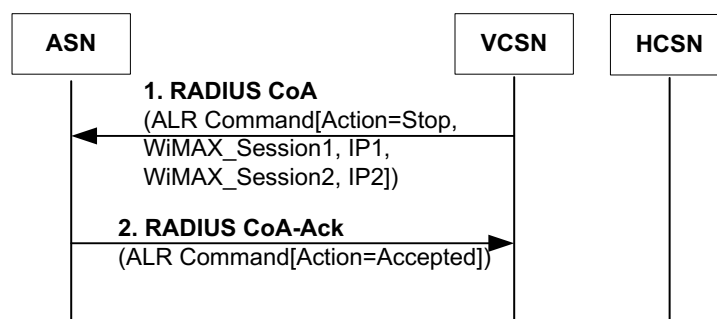 ASN
VCSN
HCSN
1. RADIUS CoA
(ALR Command[Action=Stop,
WiMAX_Session1, IP1,
WiMAX_Session2, IP2])
2. RADIUS CoA-Ack
(ALR Command[Action=Accepted])